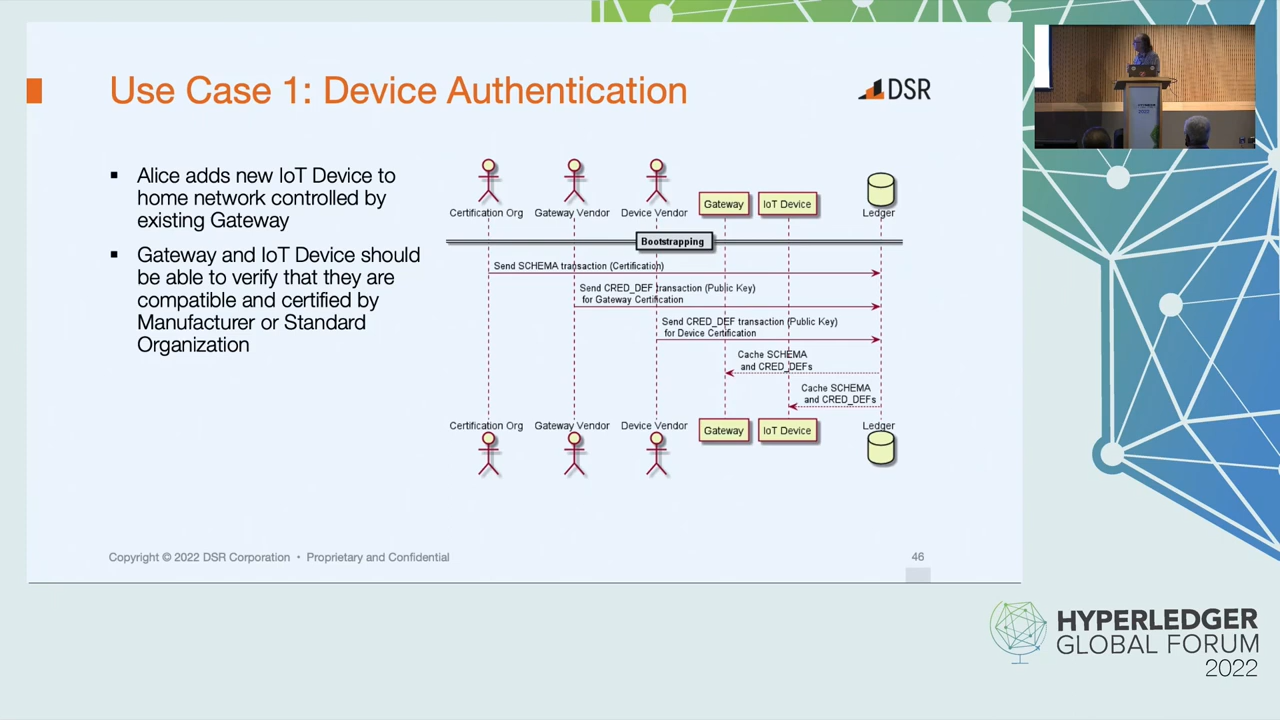 Use Case 1: Device Authentication
DSR
Alice adds new IoT Device to
home network controlled by
existing Gateway
Gateway and IoT Device should
be able to verify that they are
compatible and certified by
Manufacturer or Standard
Organization
Certification Org
Gateway Vendor
Device Vendor
Gateway
IoT Device
Ledger
Bootstrapping
Send SCHEMA transaction (Certification)
Send CRED_DEF transaction (Public Key)
for Gateway Certification
Send CRED_DEF transaction (Public Key)
for Device Certification
Cache SCHEMA
and CRED_DEFs
Cache SCHEMA
and CRED_DEFs
Certification Org
Gateway Vendor
Device Vendor
Gateway
IoT Device
Ledger
Copyright © 2022 DSR Corporation • Proprietary and Confidential
46
HYPERLEDGER
GLOBAL FORUM
2022